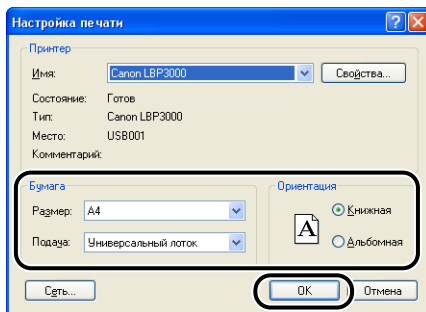 Настройка печати
Принтер
Имя: Canon LBP3000 Свойства...
Состояние: Готов
Тип: Canon LBP3000
Место: USB001
Комментарий:
Бумага
Размер: A4
Подача: Универсальный лоток
Ориентация
A
Книжная
Альбомная
Сеть... OK Отмена